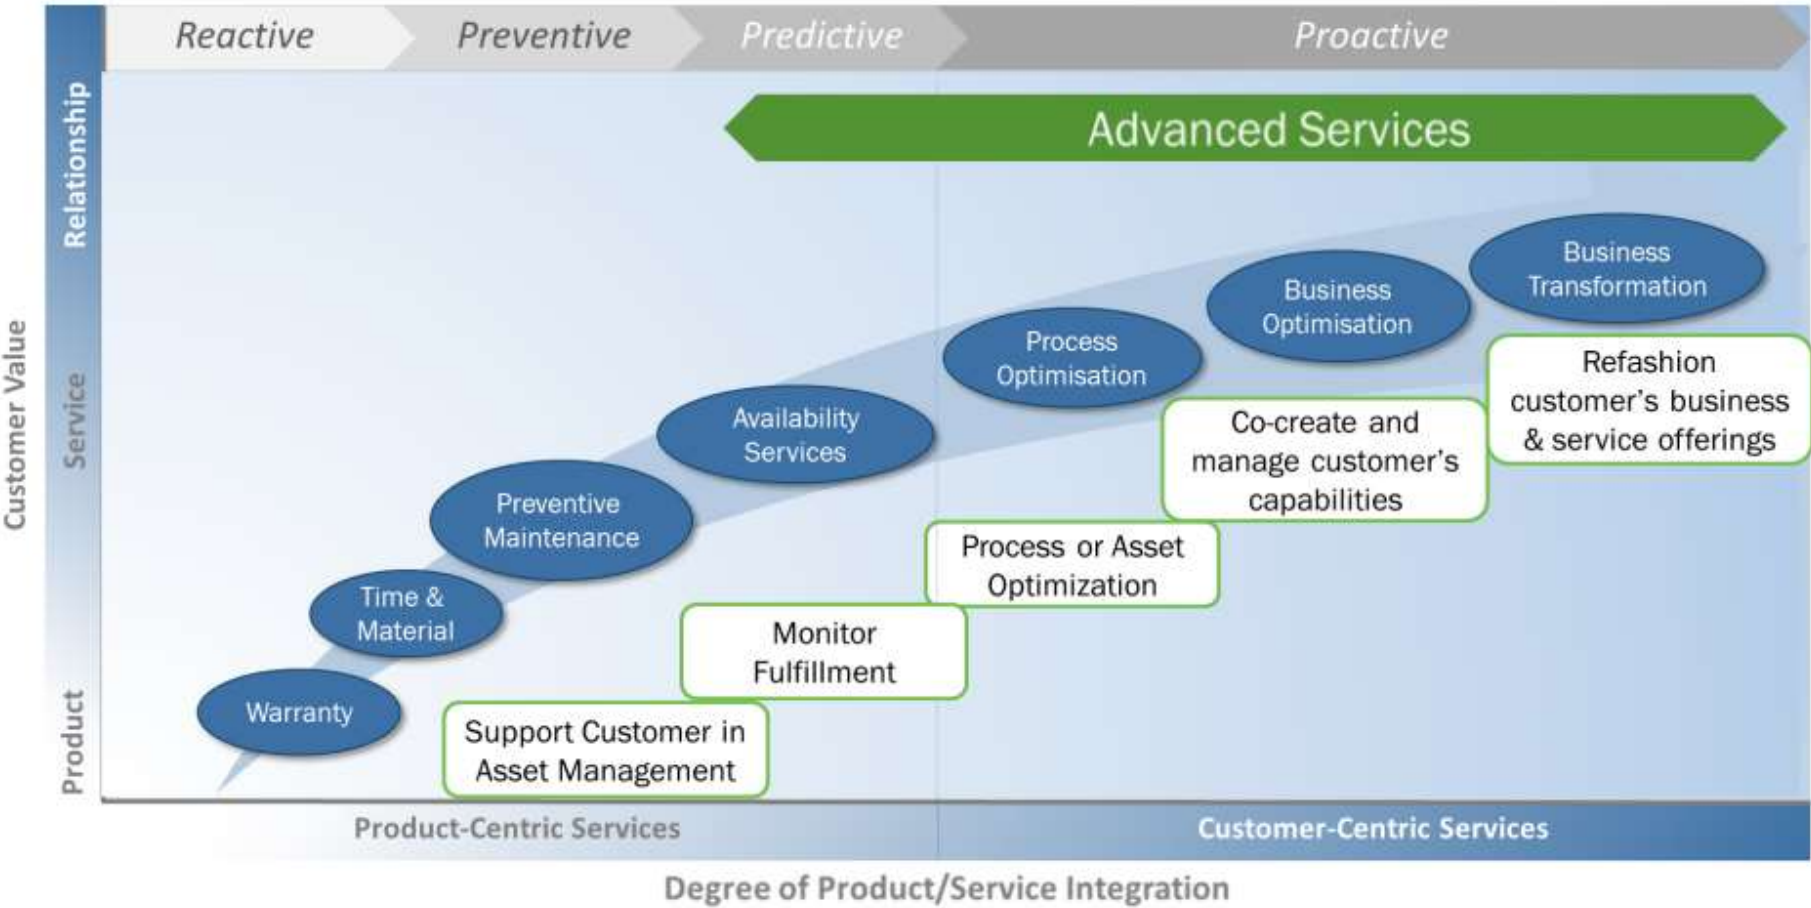 Reactive
Preventive
Predictive
Proactive
Advanced Services
Relationship
Service
Product
Customer Value
Business
Transformation
Business
Optimisation
Process
Optimisation
Availability
Services
Preventive
Maintenance
Time &
Material
Warranty
Refashion
customer's business
& service offerings
Co-create and
manage customer's
capabilities
Process or Asset
Optimization
Monitor
Fulfillment
Support Customer in
Asset Management
Product-Centric Services
Customer-Centric Services
Degree of Product/Service Integration